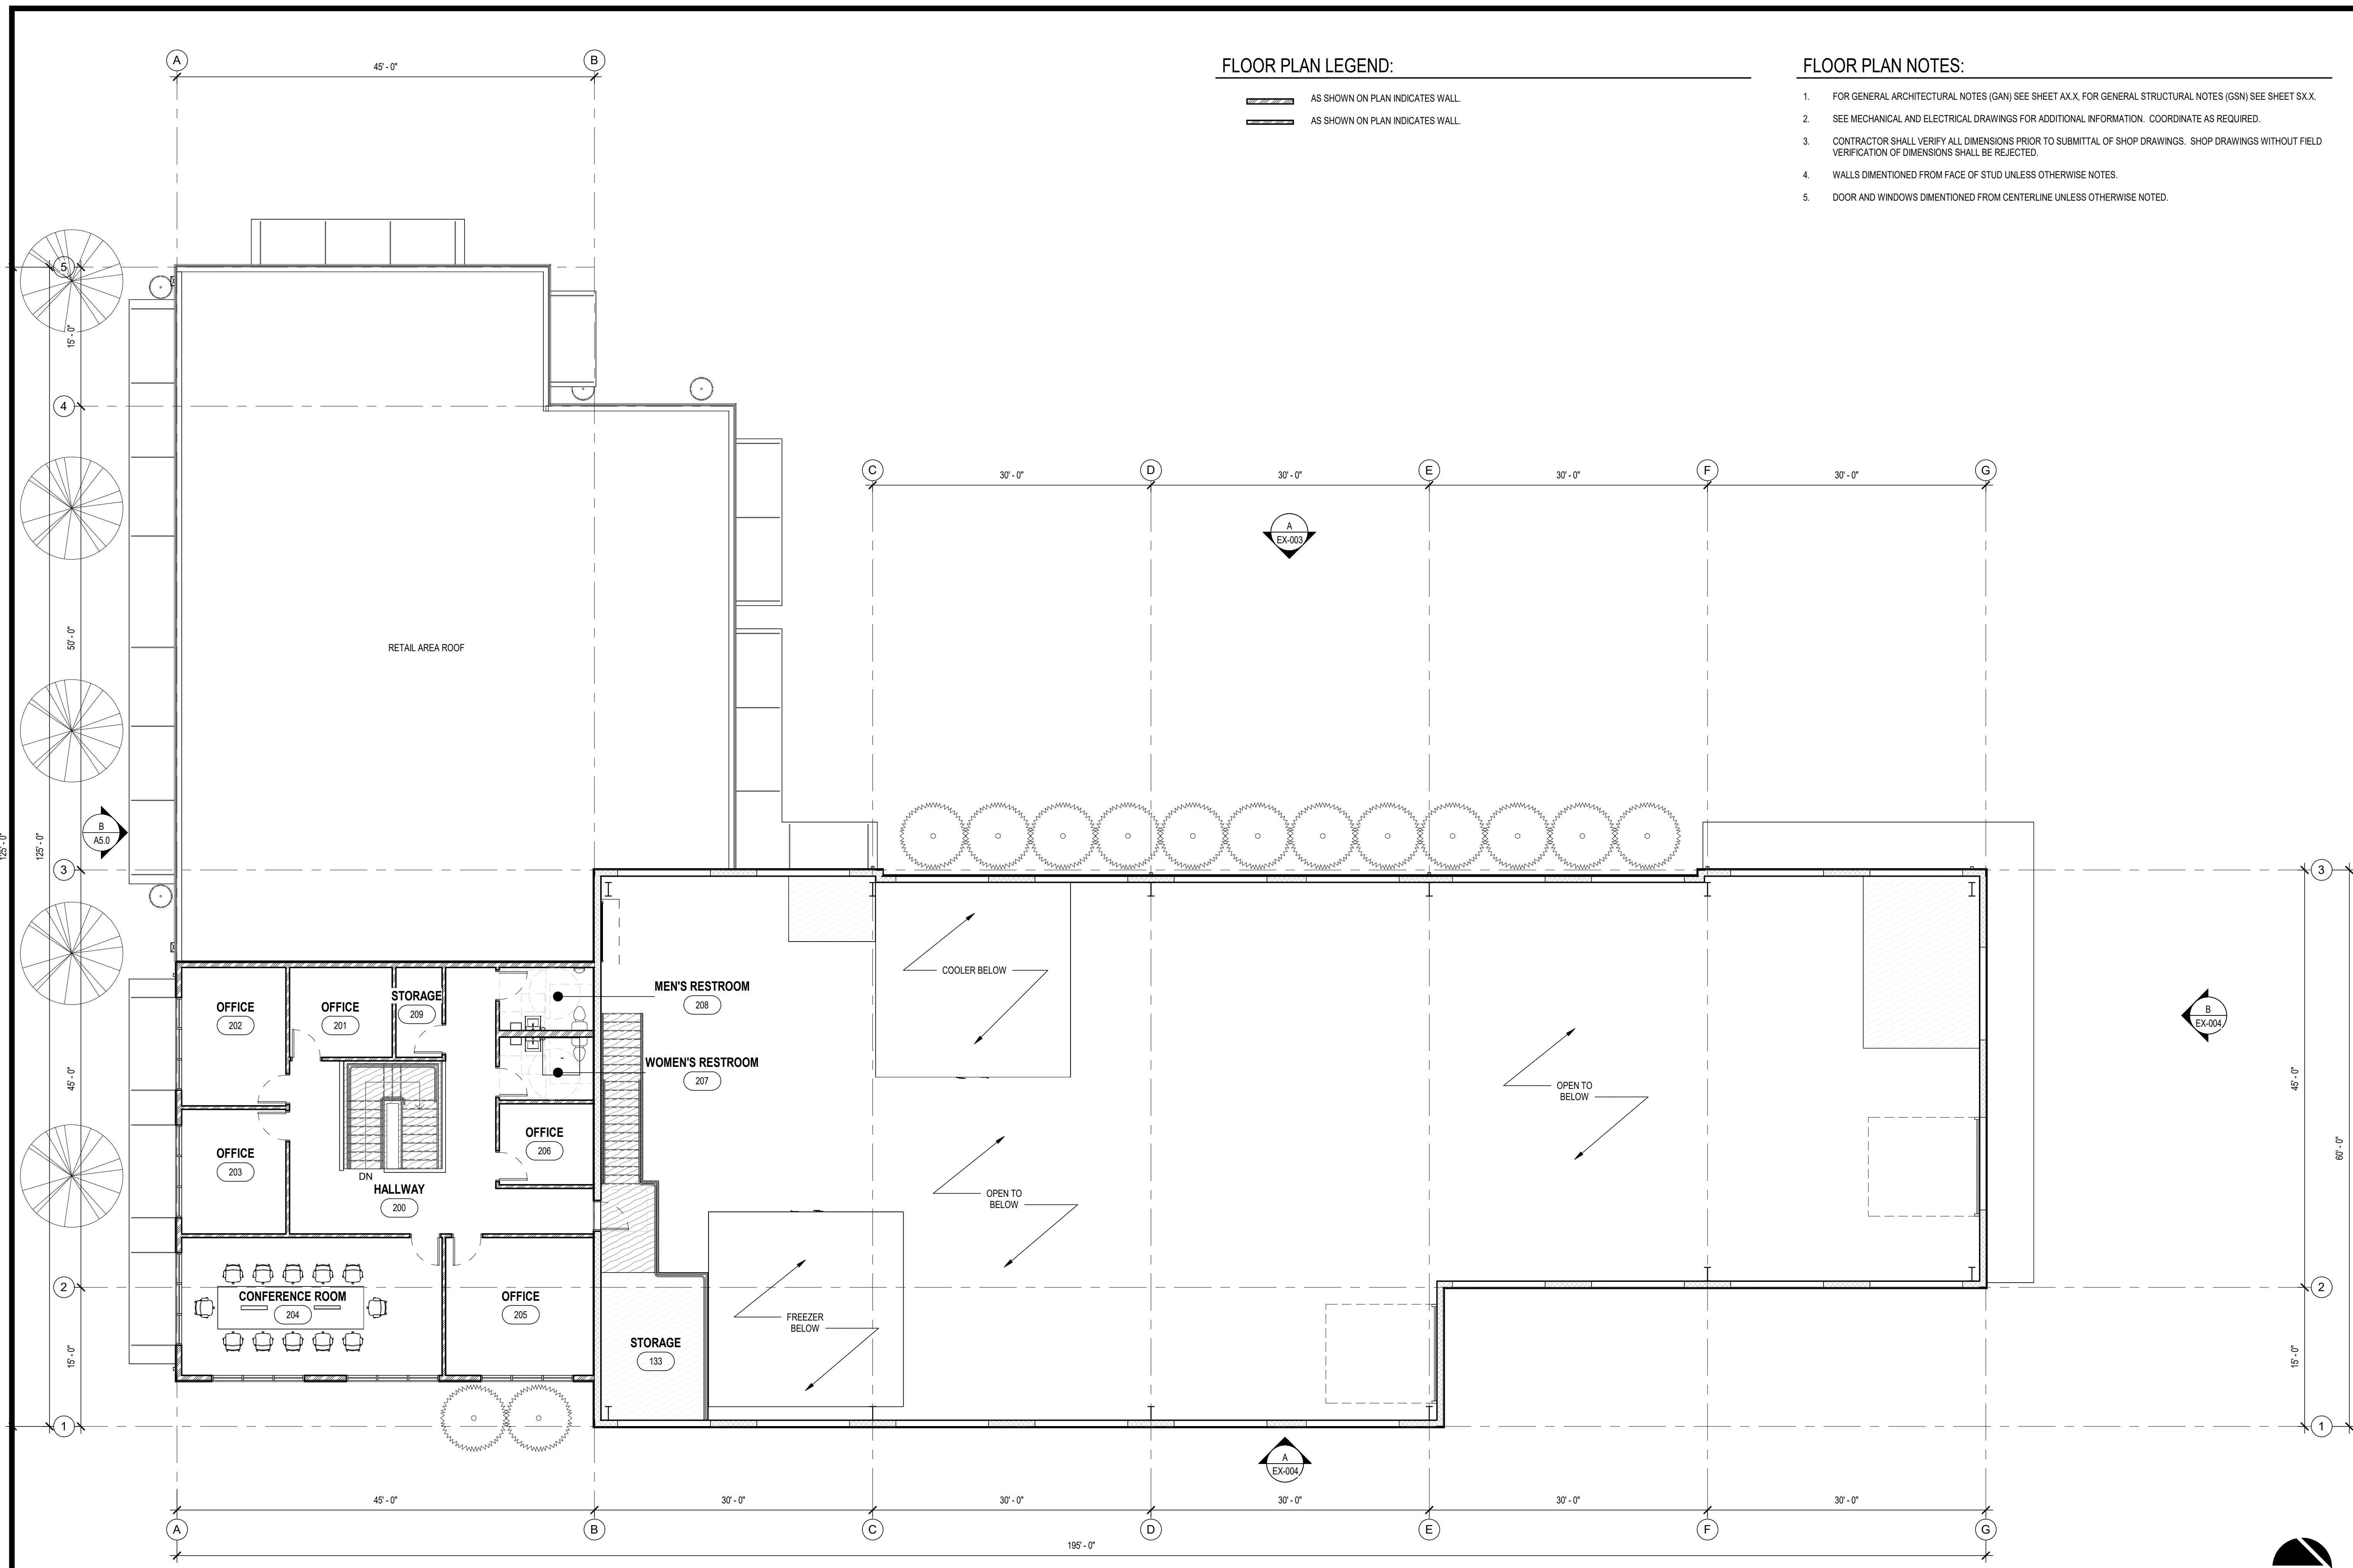 A
B
45' - 0"
FLOOR PLAN LEGEND:
AS SHOWN ON PLAN INDICATES WALL.
AS SHOWN ON PLAN INDICATES WALL.
FLOOR PLAN NOTES:
1. FOR GENERAL ARCHITECTURAL NOTES (GAN) SEE SHEET AX.X, FOR GENERAL STRUCTURAL NOTES (GSN) SEE SHEET SX.X.
2. SEE MECHANICAL AND ELECTRICAL DRAWINGS FOR ADDITIONAL INFORMATION. COORDINATE AS REQUIRED.
3. CONTRACTOR SHALL VERIFY ALL DIMENSIONS PRIOR TO SUBMITTAL OF SHOP DRAWINGS. SHOP DRAWINGS WITHOUT FIELD
VERIFICATION OF DIMENSIONS SHALL BE REJECTED.
4. WALLS DIMENTIONED FROM FACE OF STUD UNLESS OTHERWISE NOTES.
5. DOOR AND WINDOWS DIMENTIONED FROM CENTERLINE UNLESS OTHERWISE NOTED.
5
15' - 0"
4
50' - 0"
125' - 0"
125' - 0"
B
A5.0
3
45' - 0"
2
15' - 0"
1
RETAIL AREA ROOF
C
D
E
F
G
30' - 0"
30' - 0"
30' - 0"
30' - 0"
A
EX-003
OFFICE
202
OFFICE
201
STORAGE
209
MEN'S RESTROOM
208
WOMEN'S RESTROOM
207
OFFICE
203
OFFICE
206
DN
HALLWAY
200
CONFERENCE ROOM
204
OFFICE
205
STORAGE
133
COOLER BELOW
OPEN TO
BELOW
FREEZER
BELOW
OPEN TO
BELOW
B
EX-004
3
45' - 0"
60' - 0"
2
15' - 0"
1
A
EX-004
45' - 0"
30' - 0"
30' - 0"
30' - 0"
30' - 0"
30' - 0"
A
B
C
D
E
F
G
195' - 0"